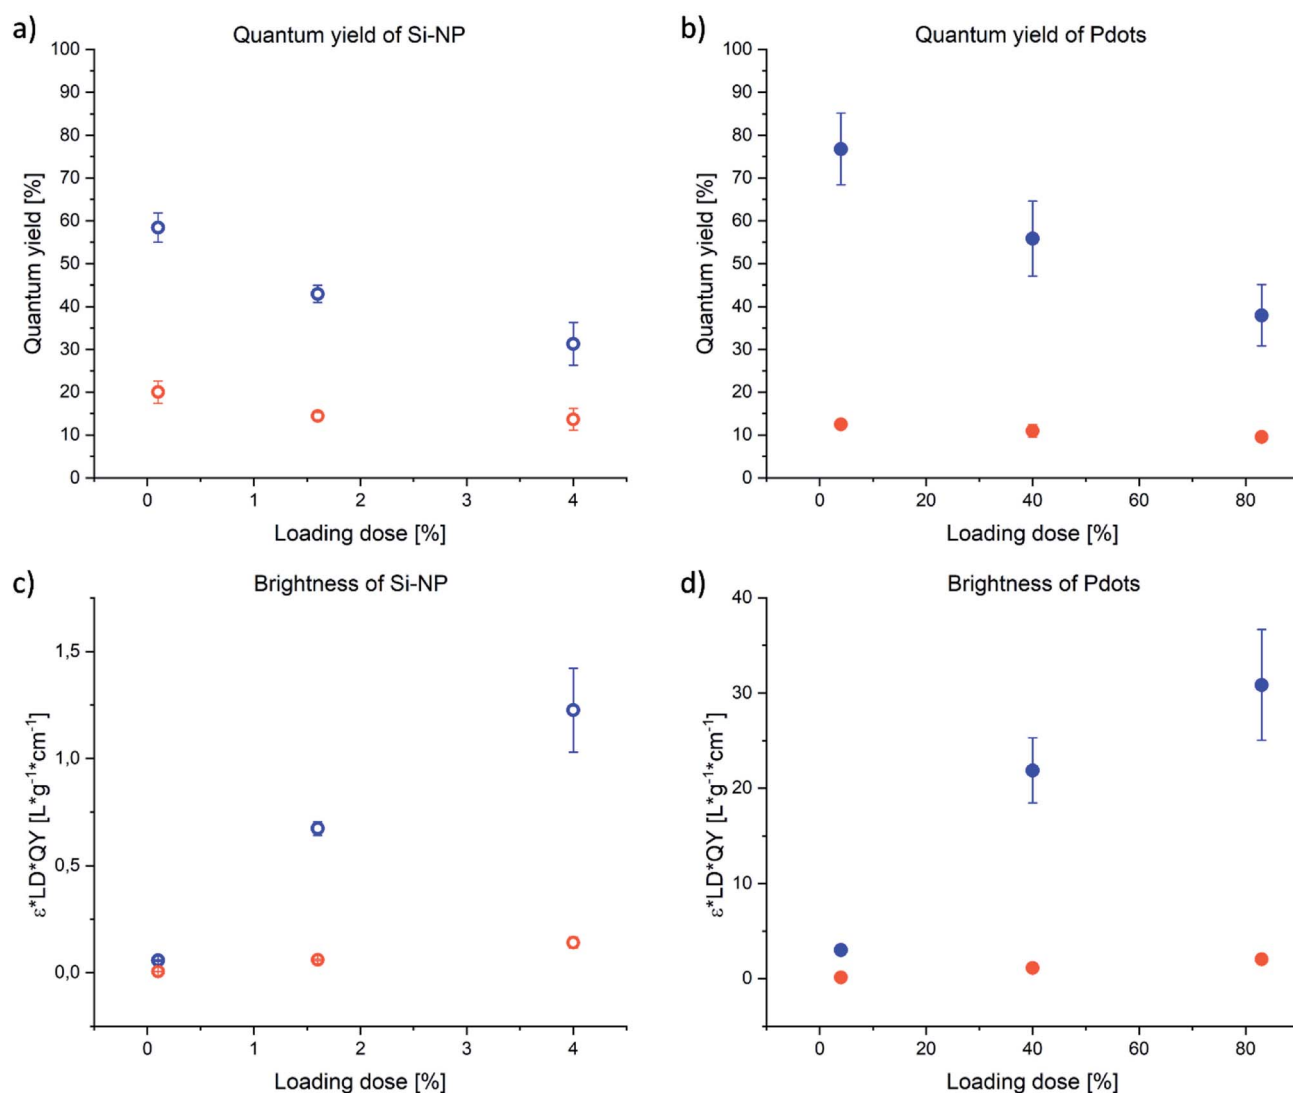 a)
Quantum yield of Si-NP
100
90
80
70
60
50
40
30
20
10
0
Quantum yield [%]
0 1 2 3 4
Loading dose [%]
b)
Quantum yield of Pdots
100
90
80
70
60
50
40
30
20
10
0
Quantum yield [%]
0 20 40 60 80
Loading dose [%]
c)
Brightness of Si-NP
1,5
1,0
0,5
0,0
ε*LD*QY [L*g⁻¹*cm⁻¹]
0 1 2 3 4
Loading dose [%]
d)
Brightness of Pdots
40
30
20
10
0
ε*LD*QY [L*g⁻¹*cm⁻¹]
0 20 40 60 80
Loading dose [%]